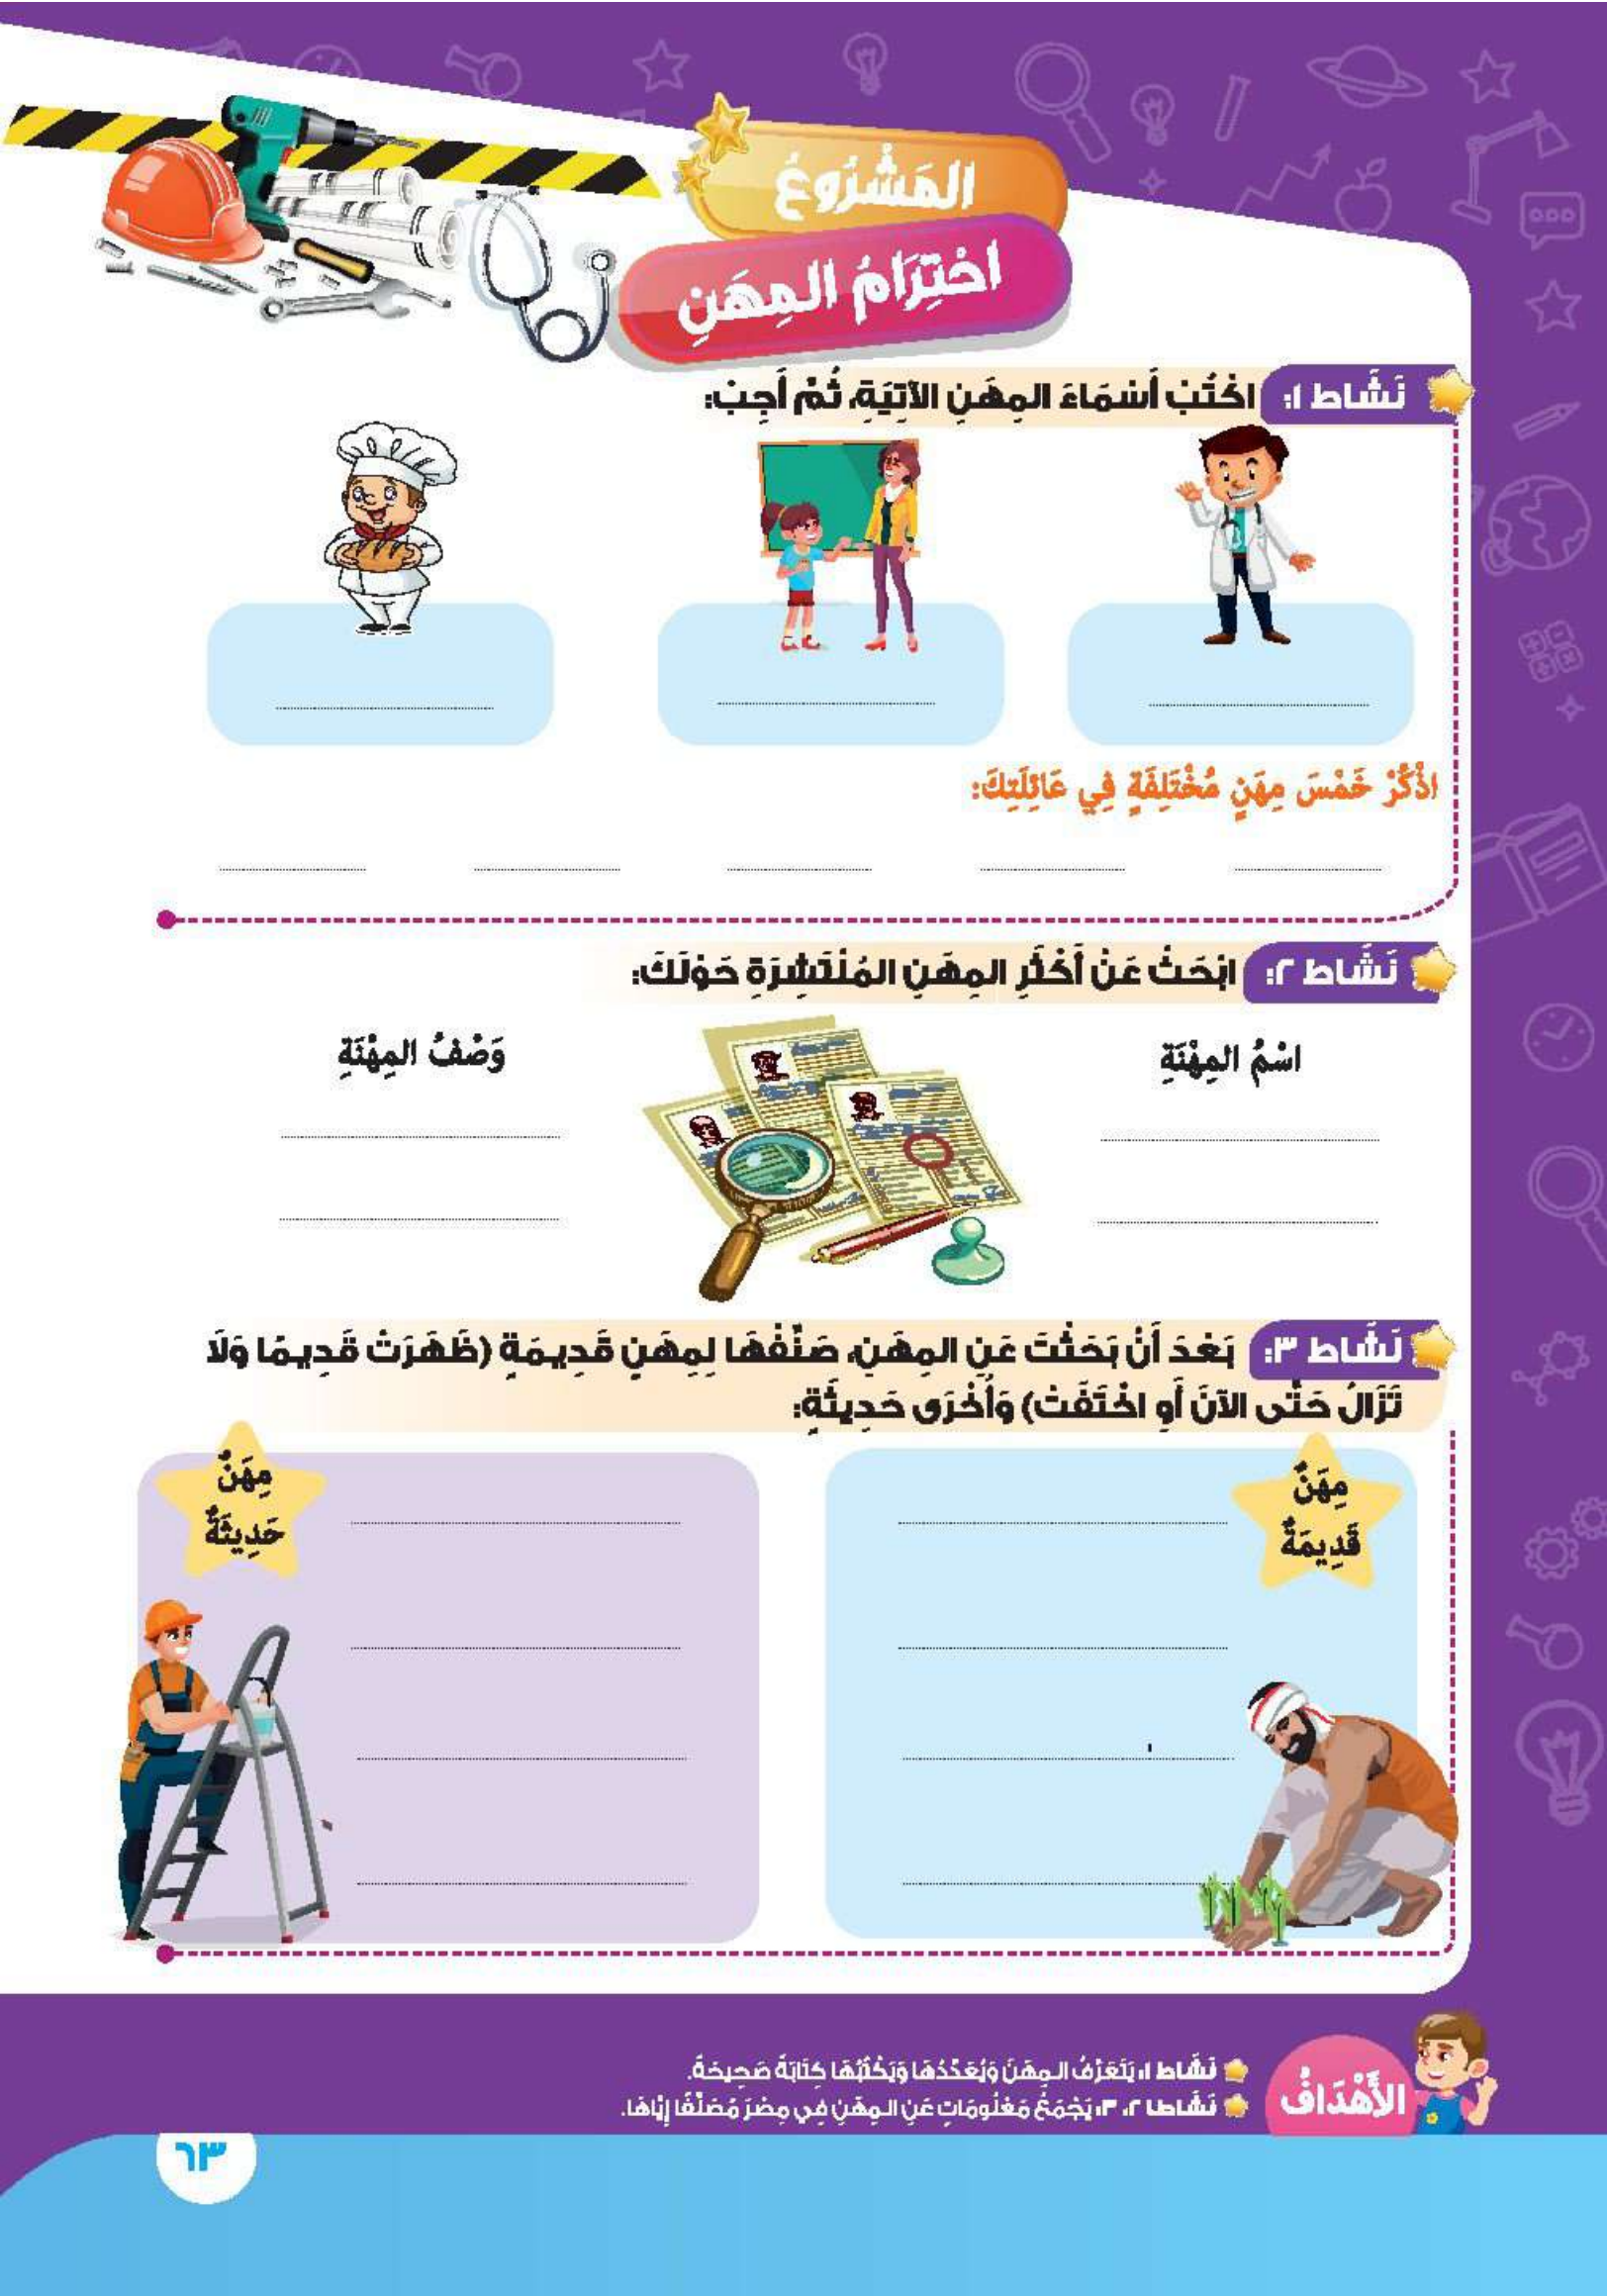 المَشْرُوعُ
احْتِرَامُ المِهَنِ
نَشَاط ١: اكْتُبْ أَسْمَاءَ المِهَنِ الآتِيَةِ، ثُمَّ أَجِبْ:
اذْكُرْ خَمْسَ مِهَنٍ مُخْتَلِفَةٍ فِي عَائِلَتِكَ:
نَشَاط ٢: ابْحَثْ عَنْ أَكْثَرِ المِهَنِ المُنْتَشِرَةِ حَوْلَكَ:
اسْمُ المِهْنَةِ
وَصْفُ المِهْنَةِ
نَشَاط ٣: بَعْدَ أَنْ بَحَثْتَ عَنِ المِهَنِ، صَنِّفْهَا لِمِهَنٍ قَدِيمَةٍ (ظَهَرَتْ قَدِيمًا وَلَا
تَزَالُ حَتَّى الآنَ أَوِ اخْتَفَتْ) وَأُخْرَى حَدِيثَةٍ:
مِهَنٌ
قَدِيمَةٌ
مِهَنٌ
حَدِيثَةٌ
الأَهْدَافُ
نَشَاط ١: يَتَعَرَّفُ المِهَنَ وَيُعَدِّدُهَا وَيَكْتُبُهَا كِتَابَةً صَحِيحَةً.
نَشَاطا ٢، ٣: يَجْمَعُ مَعْلُومَاتٍ عَنِ المِهَنِ فِي مِصْرَ مُصَنِّفًا إِيَّاهَا.
٦٣